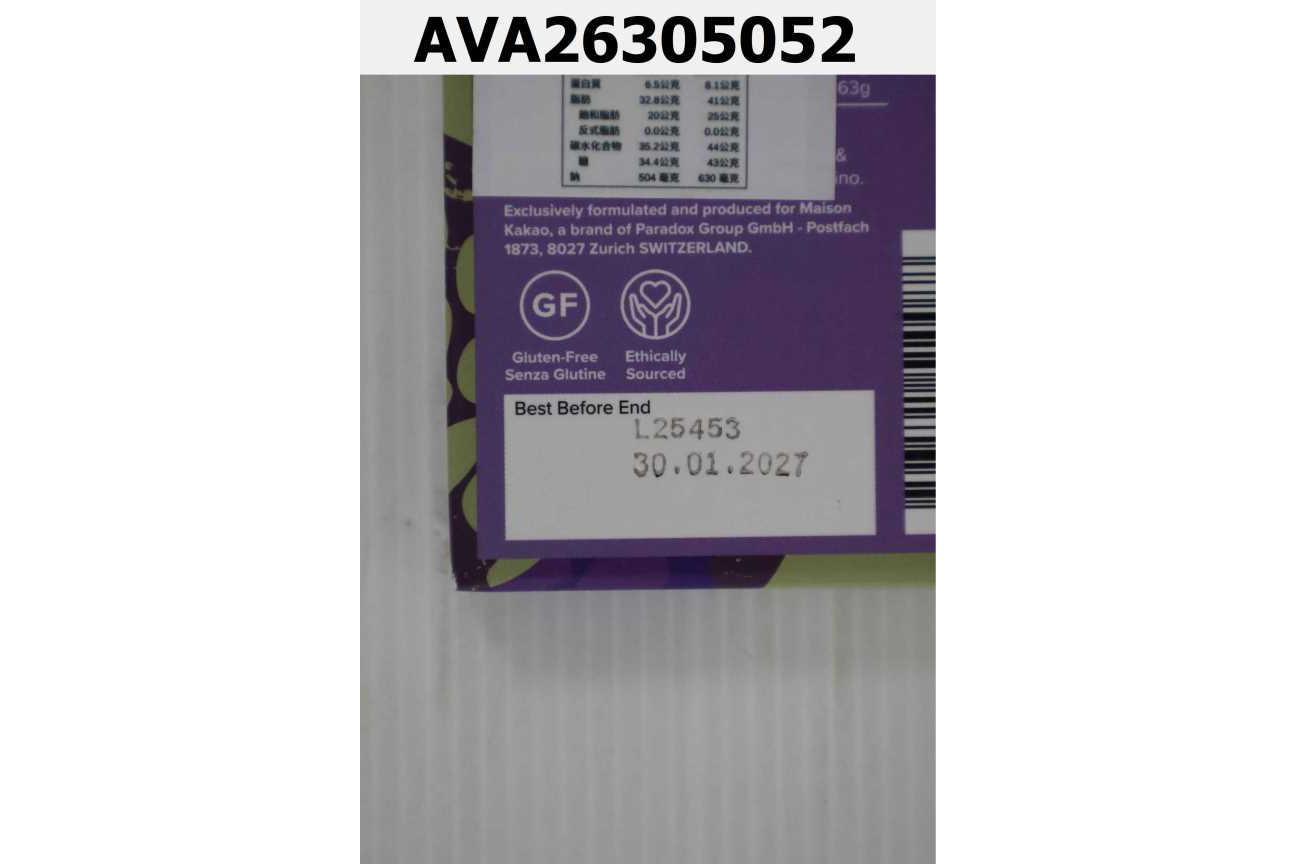 AVA26305052
蛋白質 6.5公克 8.1公克
脂肪 32.8公克 41公克
飽和脂肪 20公克 25公克
反式脂肪 0.0公克 0.0公克
碳水化合物 35.2公克 44公克
糖 34.4公克 43公克
鈉 504 毫克 630 毫克
63g
&
ino.
Exclusively formulated and produced for Maison
Kakao, a brand of Paradox Group GmbH - Postfach
1873, 8027 Zurich SWITZERLAND.
GF
Gluten-Free
Senza Glutine
Ethically
Sourced
Best Before End
L25453
30.01.2027